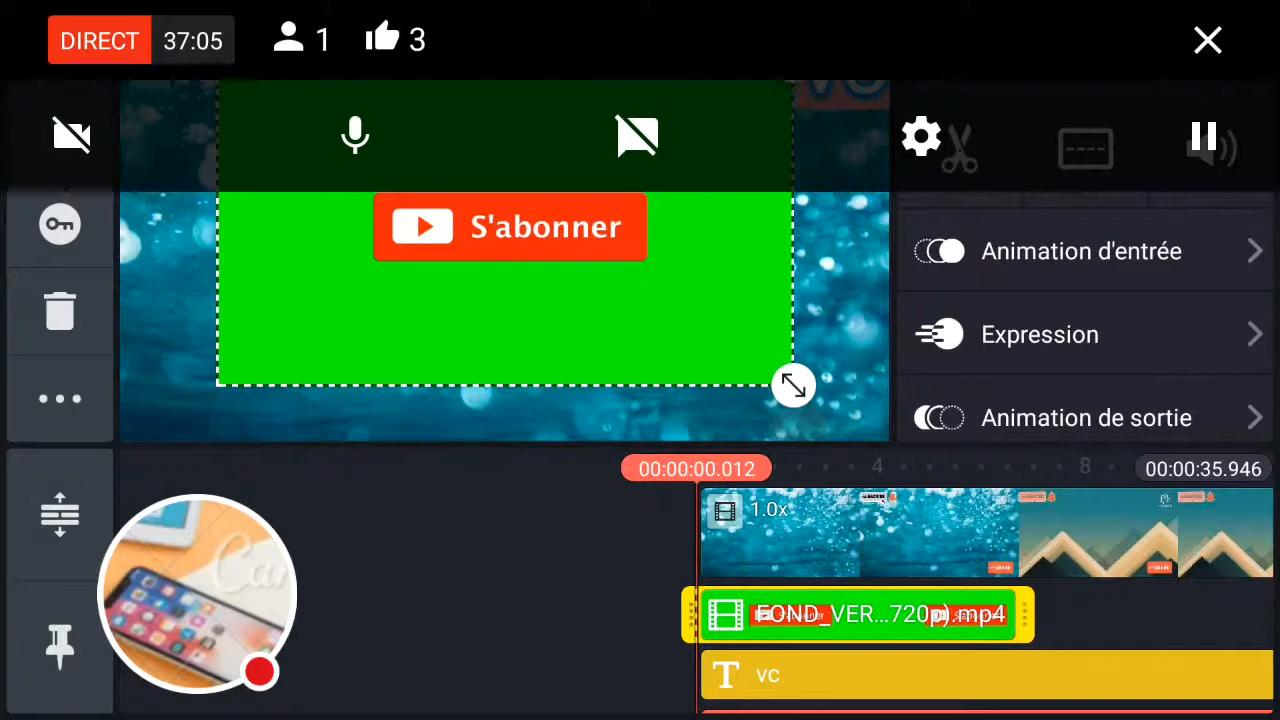 DIRECT 37:05 1 3
S'abonner
Animation d'entrée
Expression
Animation de sortie
00:00:00.012 4 8 00:00:35.946
1.0x
FOND_VER...720p).mp4
vc